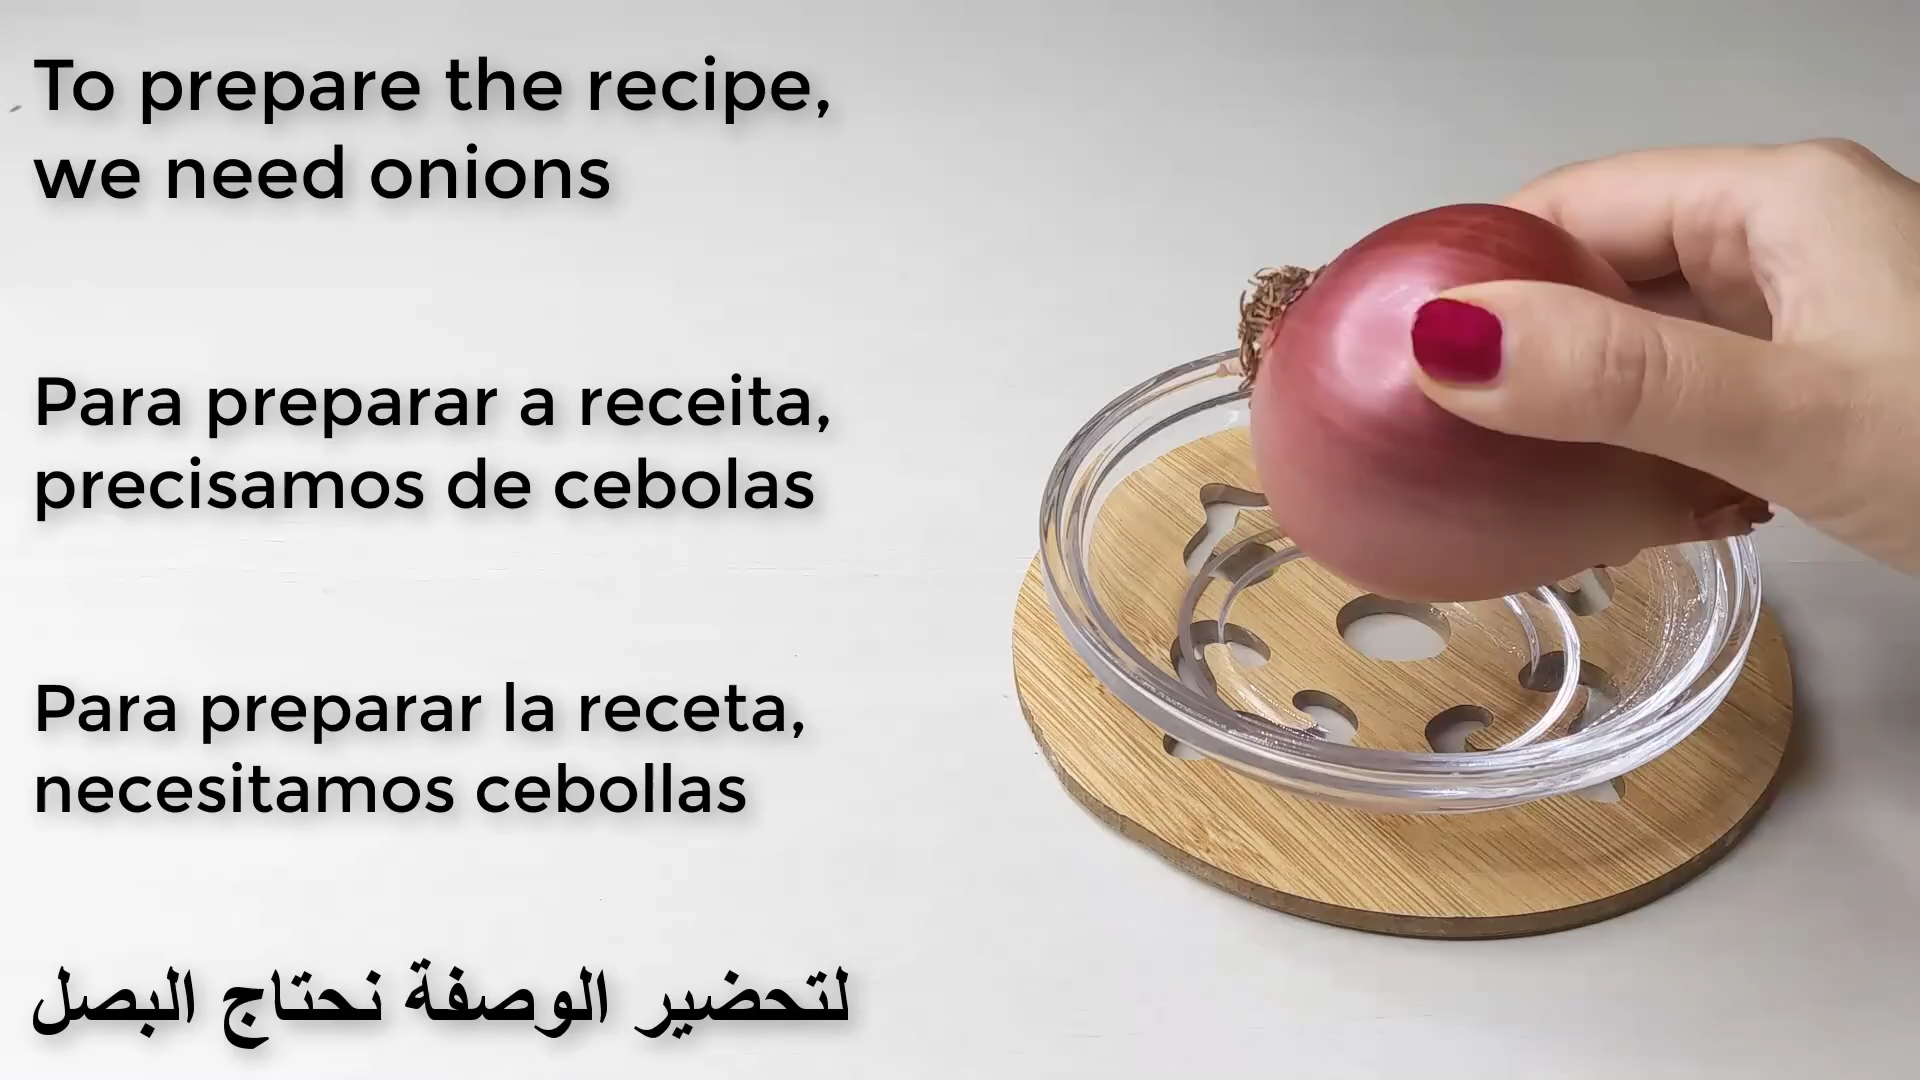 To prepare the recipe,
we need onions
Para preparar a receita,
precisamos de cebolas
Para preparar la receta,
necesitamos cebollas
لتحضير الوصفة نحتاج البصل